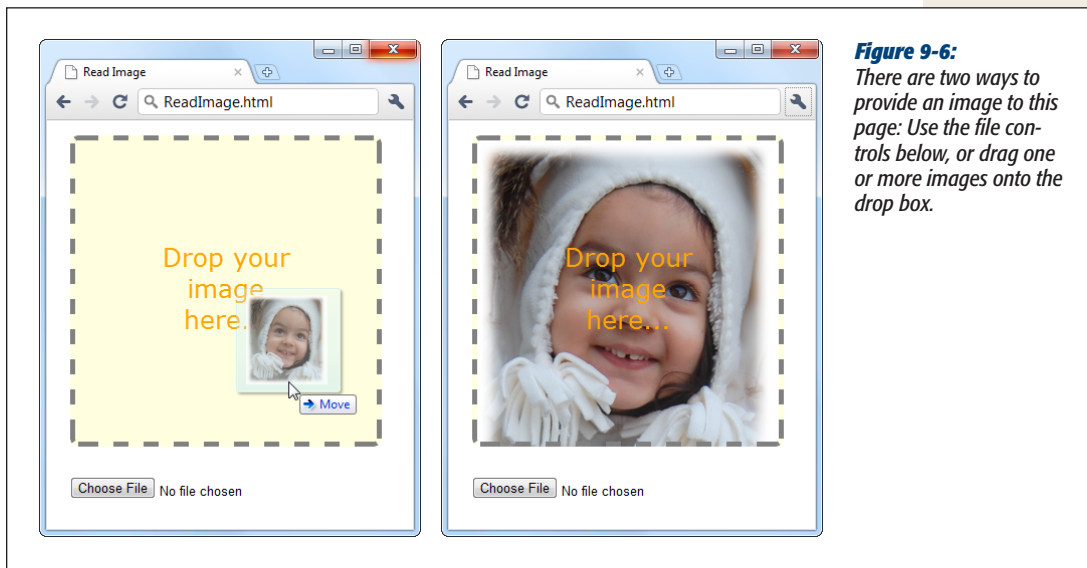 Read Image
ReadImage.html
Drop your
image
here...
Move
Choose File No file chosen
Read Image
ReadImage.html
Drop your
image
here...
Choose File No file chosen
Figure 9-6:
There are two ways to
provide an image to this
page: Use the file con-
trols below, or drag one
or more images onto the
drop box.